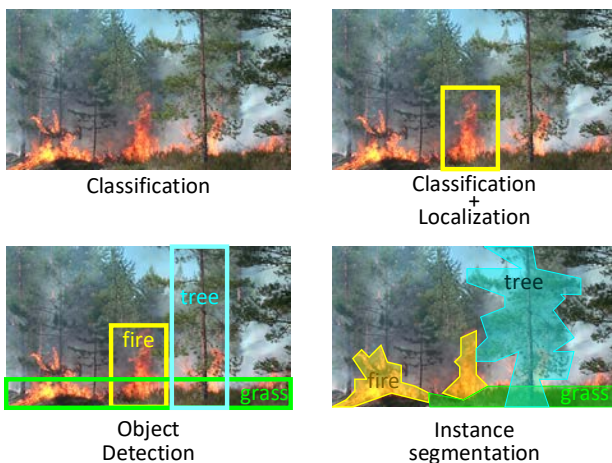 Classification
Classification
+
Localization
tree
fire
grass
Object
Detection
tree
fire
grass
Instance
segmentation